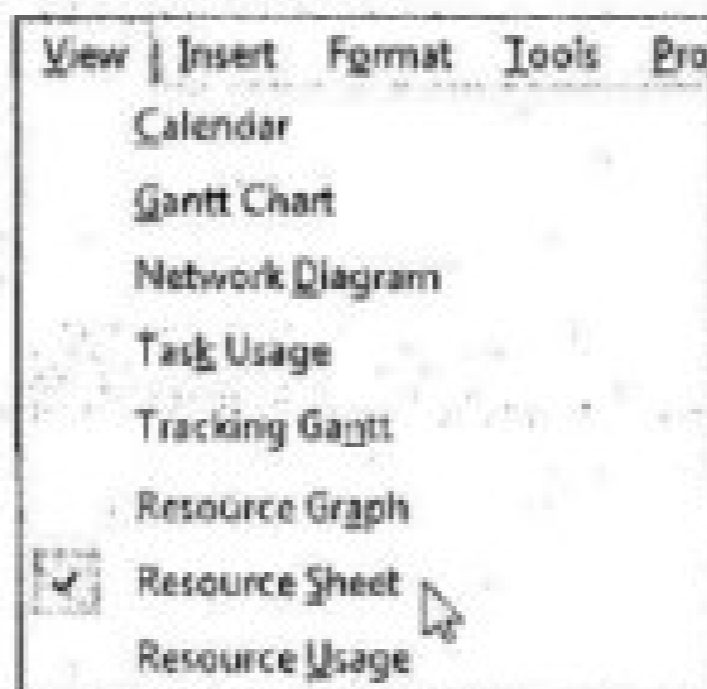 View Insert Format Tools Pro
Calendar
Gantt Chart
Network Diagram
Task Usage
Tracking Gantt
Resource Graph
Resource Sheet
Resource Usage